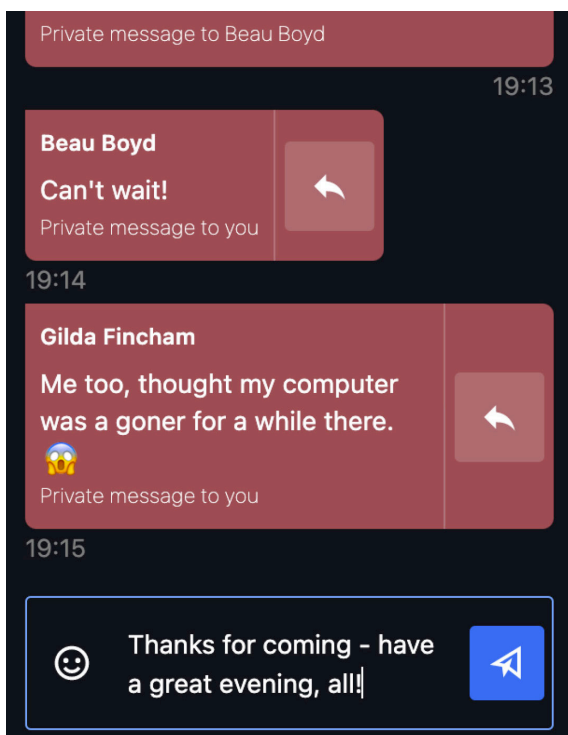 Private message to Beau Boyd
19:13
Beau Boyd
Can't wait!
Private message to you
19:14
Gilda Fincham
Me too, thought my computer
was a goner for a while there.
😱
Private message to you
19:15
Thanks for coming - have
a great evening, all!